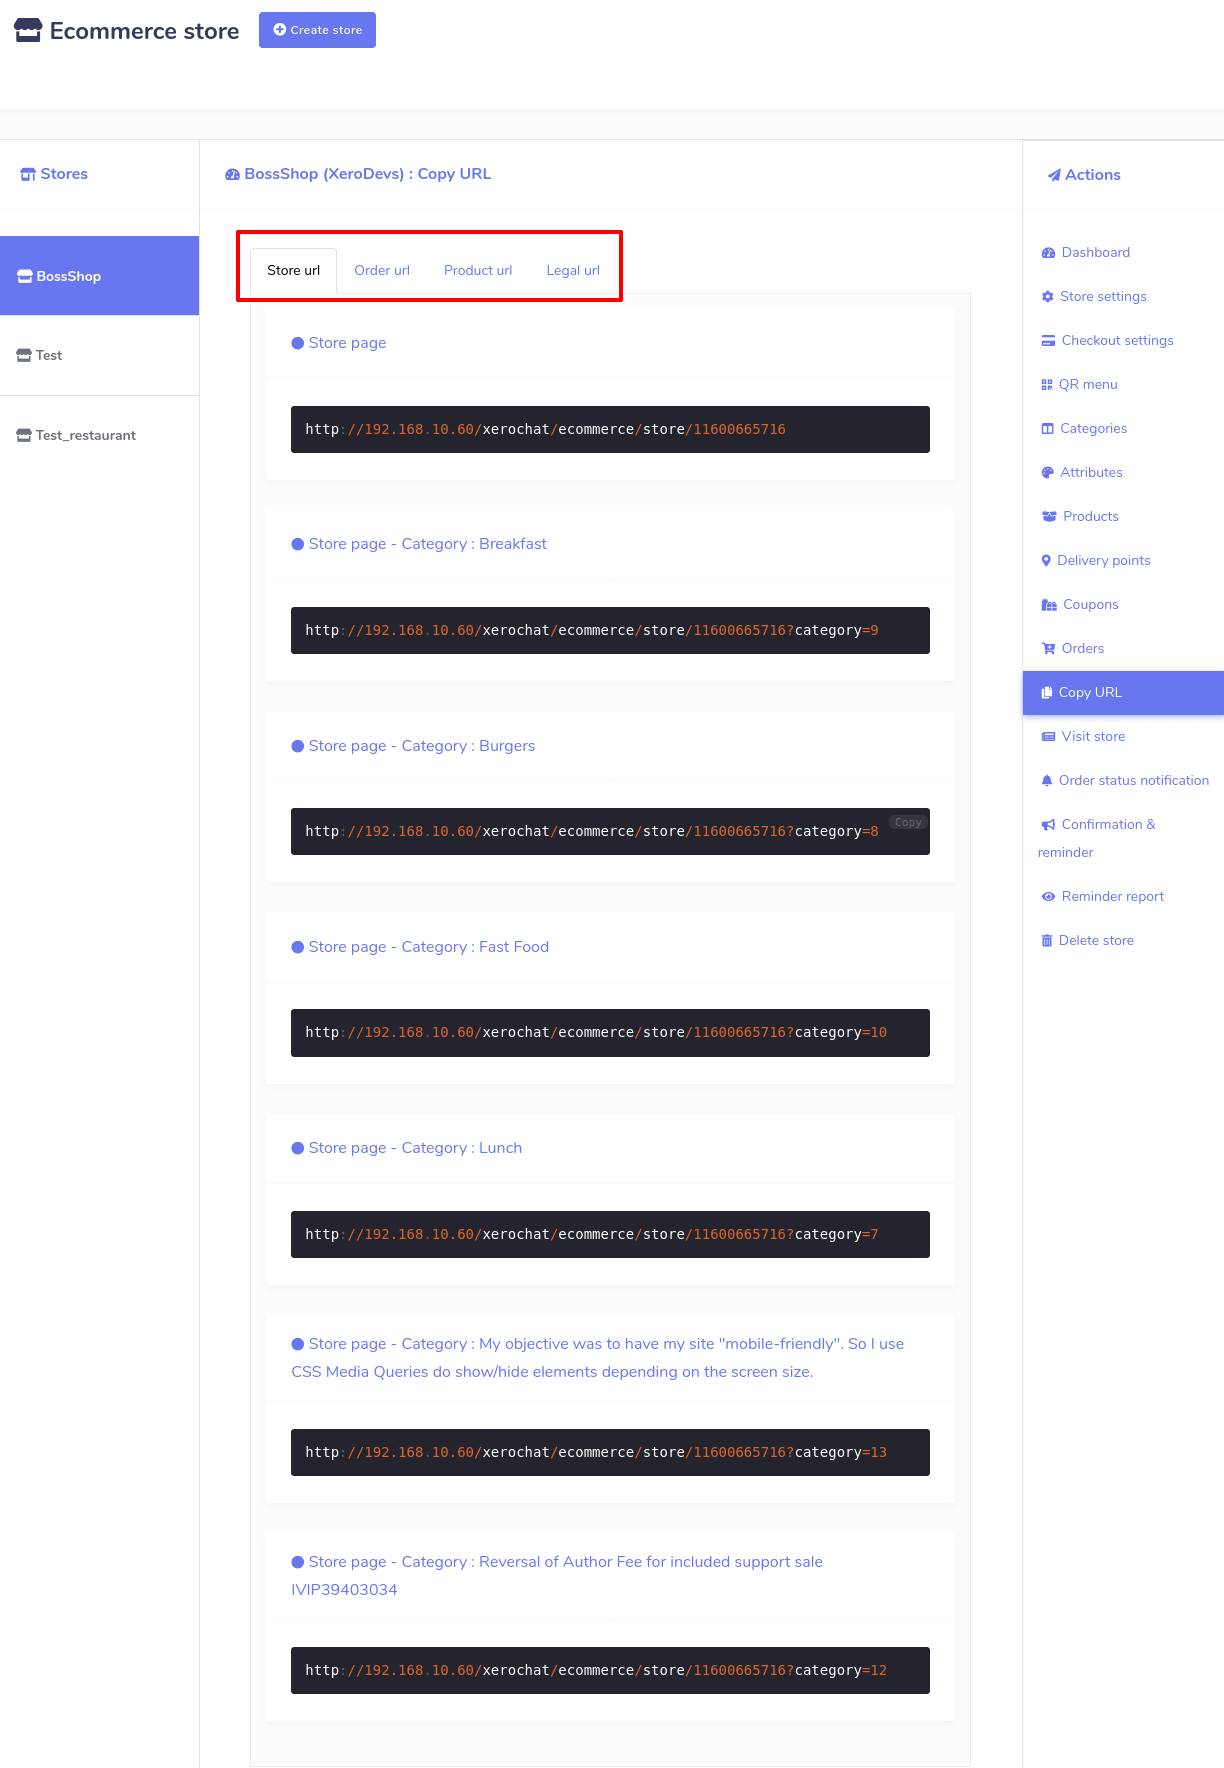 Ecommerce store
Create store
Stores
BossShop
Test
Test_restaurant
BossShop (XeroDevs) : Copy URL
Store url Order url Product url Legal url
Store page
http://192.168.10.60/xerochat/ecommerce/store/11600665716
Store page - Category : Breakfast
http://192.168.10.60/xerochat/ecommerce/store/11600665716?category=9
Store page - Category : Burgers
Copy
http://192.168.10.60/xerochat/ecommerce/store/11600665716?category=8
Store page - Category : Fast Food
http://192.168.10.60/xerochat/ecommerce/store/11600665716?category=10
Store page - Category : Lunch
http://192.168.10.60/xerochat/ecommerce/store/11600665716?category=7
Store page - Category : My objective was to have my site "mobile-friendly". So I use
CSS Media Queries do show/hide elements depending on the screen size.
http://192.168.10.60/xerochat/ecommerce/store/11600665716?category=13
Store page - Category : Reversal of Author Fee for included support sale
IVIP39403034
http://192.168.10.60/xerochat/ecommerce/store/11600665716?category=12
Actions
Dashboard
Store settings
Checkout settings
QR menu
Categories
Attributes
Products
Delivery points
Coupons
Orders
Copy URL
Visit store
Order status notification
Confirmation &
reminder
Reminder report
Delete store